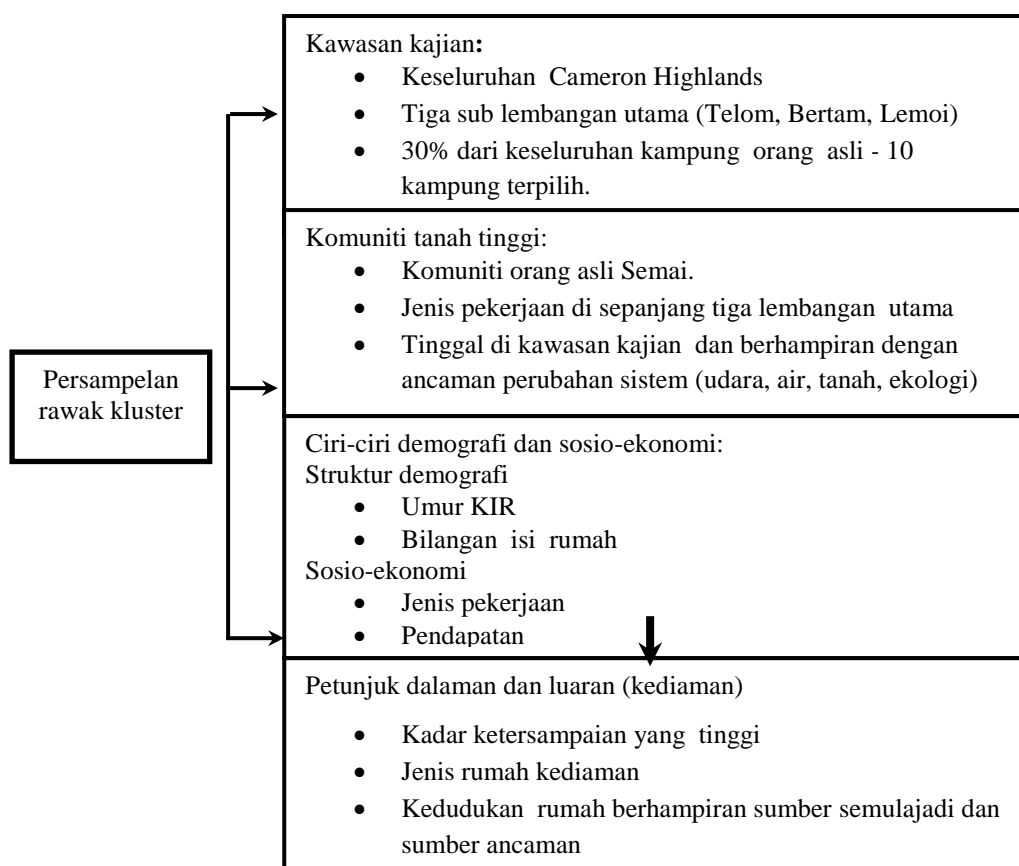 Persampelan
rawak kluster
Kawasan kajian:
• Keseluruhan Cameron Highlands
• Tiga sub lembangan utama (Telom, Bertam, Lemoi)
• 30% dari keseluruhan kampung orang asli - 10
kampung terpilih.
Komuniti tanah tinggi:
• Komuniti orang asli Semai.
• Jenis pekerjaan di sepanjang tiga lembangan utama
• Tinggal di kawasan kajian dan berhampiran dengan
ancaman perubahan sistem (udara, air, tanah, ekologi)
Ciri-ciri demografi dan sosio-ekonomi:
Struktur demografi
• Umur KIR
• Bilangan isi rumah
Sosio-ekonomi
• Jenis pekerjaan
• Pendapatan
Petunjuk dalaman dan luaran (kediaman)
• Kadar ketersampaian yang tinggi
• Jenis rumah kediaman
• Kedudukan rumah berhampiran sumber semulajadi dan
sumber ancaman